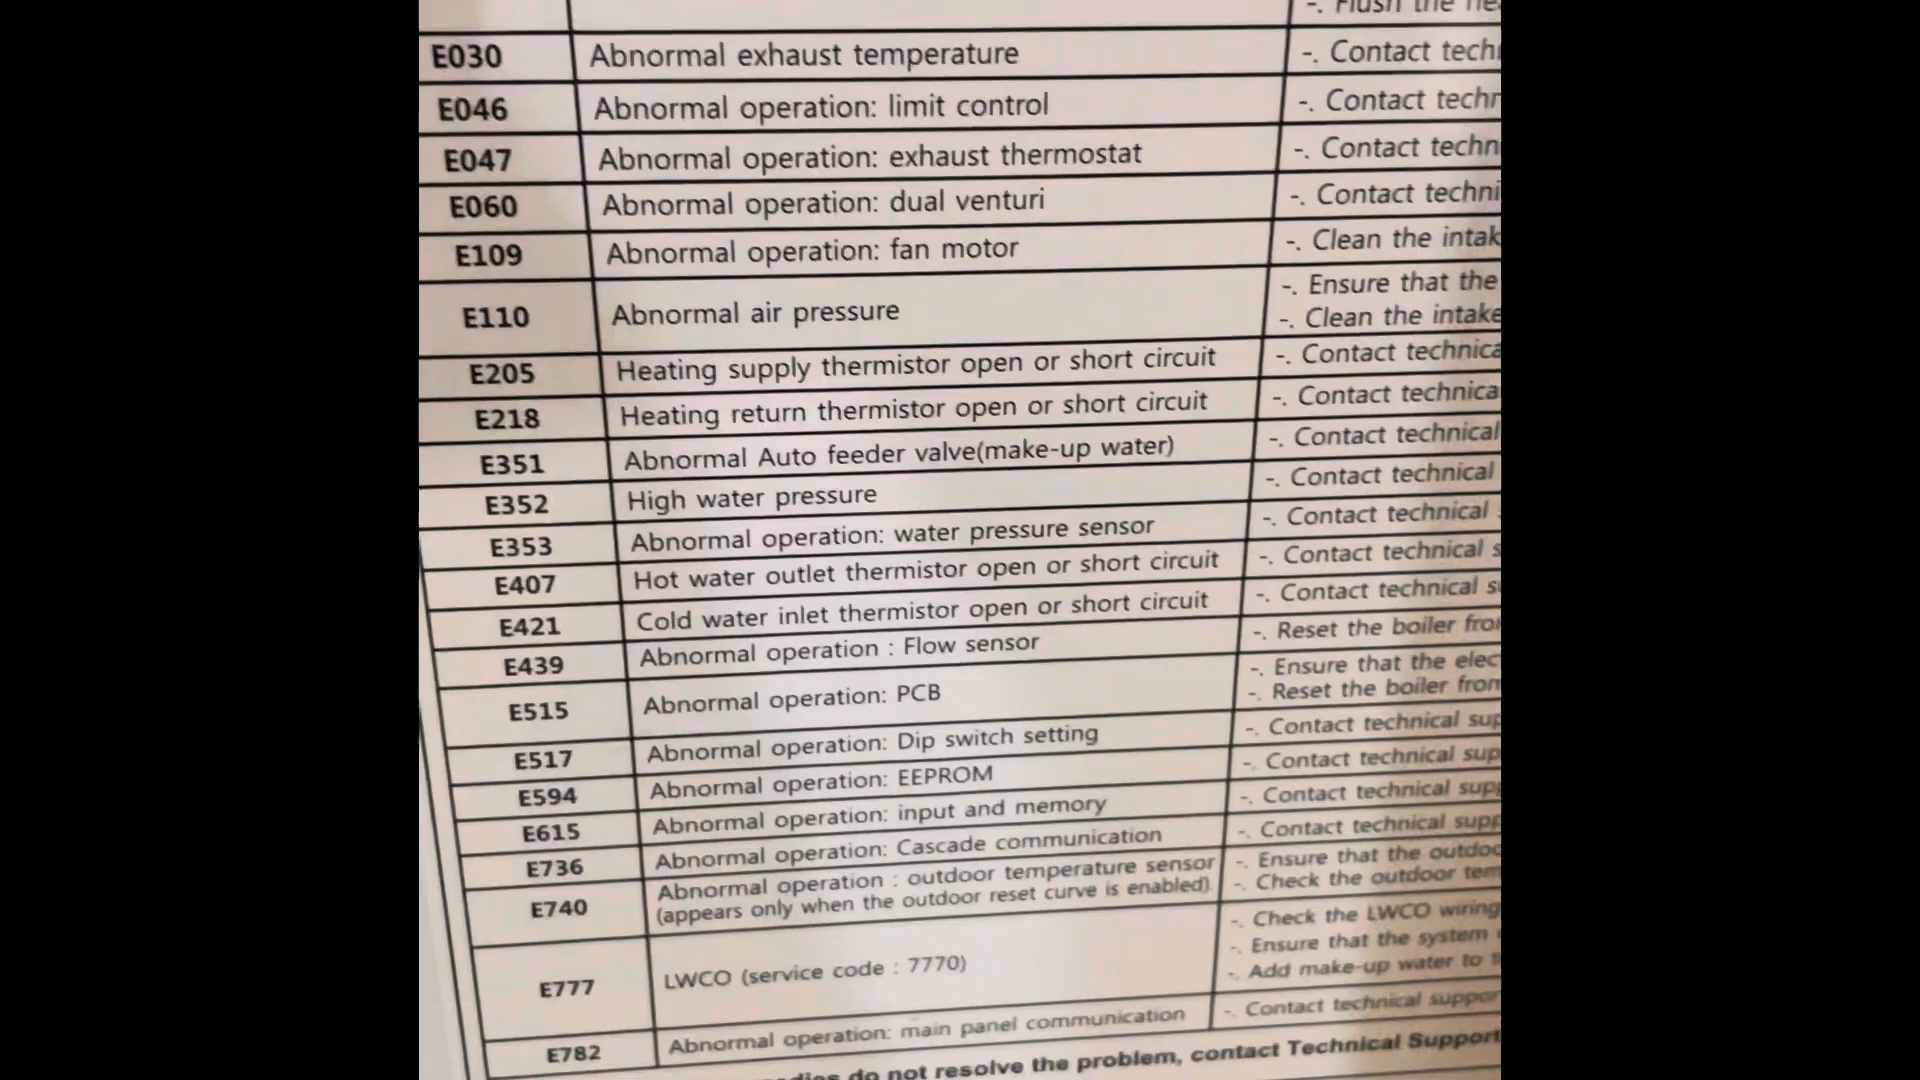 -. Flush the
E030 Abnormal exhaust temperature -. Contact
E046 Abnormal operation: limit control -. Contact
E047 Abnormal operation: exhaust thermostat -. Contact
E060 Abnormal operation: dual venturi -. Contact
E109 Abnormal operation: fan motor -. Clean the
E110 Abnormal air pressure -. Ensure that the
-. Clean the intake
E205 Heating supply thermistor open or short circuit -. Contact
E218 Heating return thermistor open or short circuit -. Contact
E351 Abnormal Auto feeder valve(make-up water) -. Contact technical
E352 High water pressure -. Contact technical
E353 Abnormal operation: water pressure sensor -. Contact technical
E407 Hot water outlet thermistor open or short circuit -. Contact technical
E421 Cold water inlet thermistor open or short circuit -. Contact technical
E439 Abnormal operation : Flow sensor -. Reset the boiler
E515 Abnormal operation: PCB -. Ensure that the
-. Reset the boiler from
E517 Abnormal operation: Dip switch setting -. Contact technical
E594 Abnormal operation: EEPROM -. Contact technical
E615 Abnormal operation: input and memory -. Contact technical
E736 Abnormal operation: Cascade communication -. Contact technical
E740 Abnormal operation : outdoor temperature sensor -. Ensure that the
(appears only when the outdoor reset curve is enabled) -. Check the outdoor
E777 LWCO (service code : 7770) -. Check the LWCO wiring
-. Ensure that the system
-. Add make-up water to
E782 Abnormal operation: main panel communication -. Contact technical support
do not resolve the problem, contact Technical Support